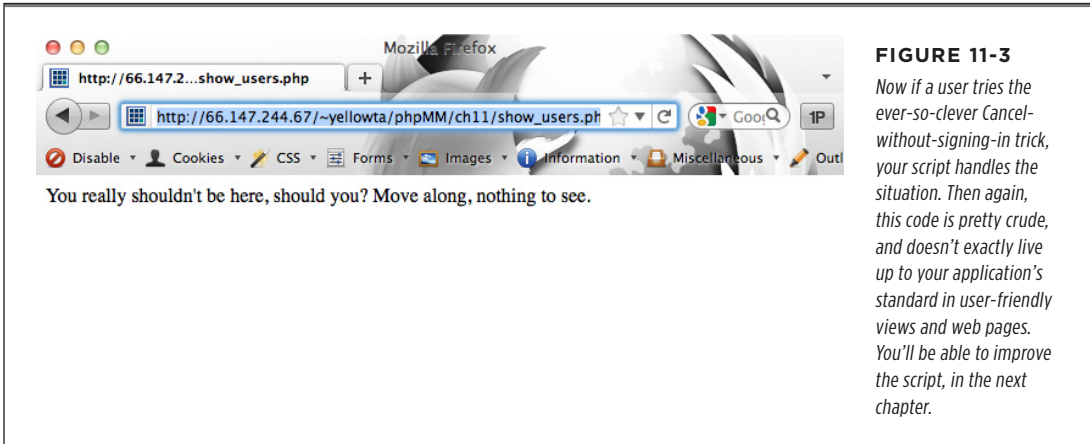 Mozilla Firefox
http://66.147.2...show_users.php
+
http://66.147.244.67/~yellowta/phpMM/ch11/show_users.ph
Goo
1P
Disable
Cookies
CSS
Forms
Images
Information
Miscellaneous
Outl
You really shouldn't be here, should you? Move along, nothing to see.
FIGURE 11-3
Now if a user tries the
ever-so-clever Cancel-
without-signing-in trick,
your script handles the
situation. Then again,
this code is pretty crude,
and doesn’t exactly live
up to your application’s
standard in user-friendly
views and web pages.
You’ll be able to improve
the script, in the next
chapter.